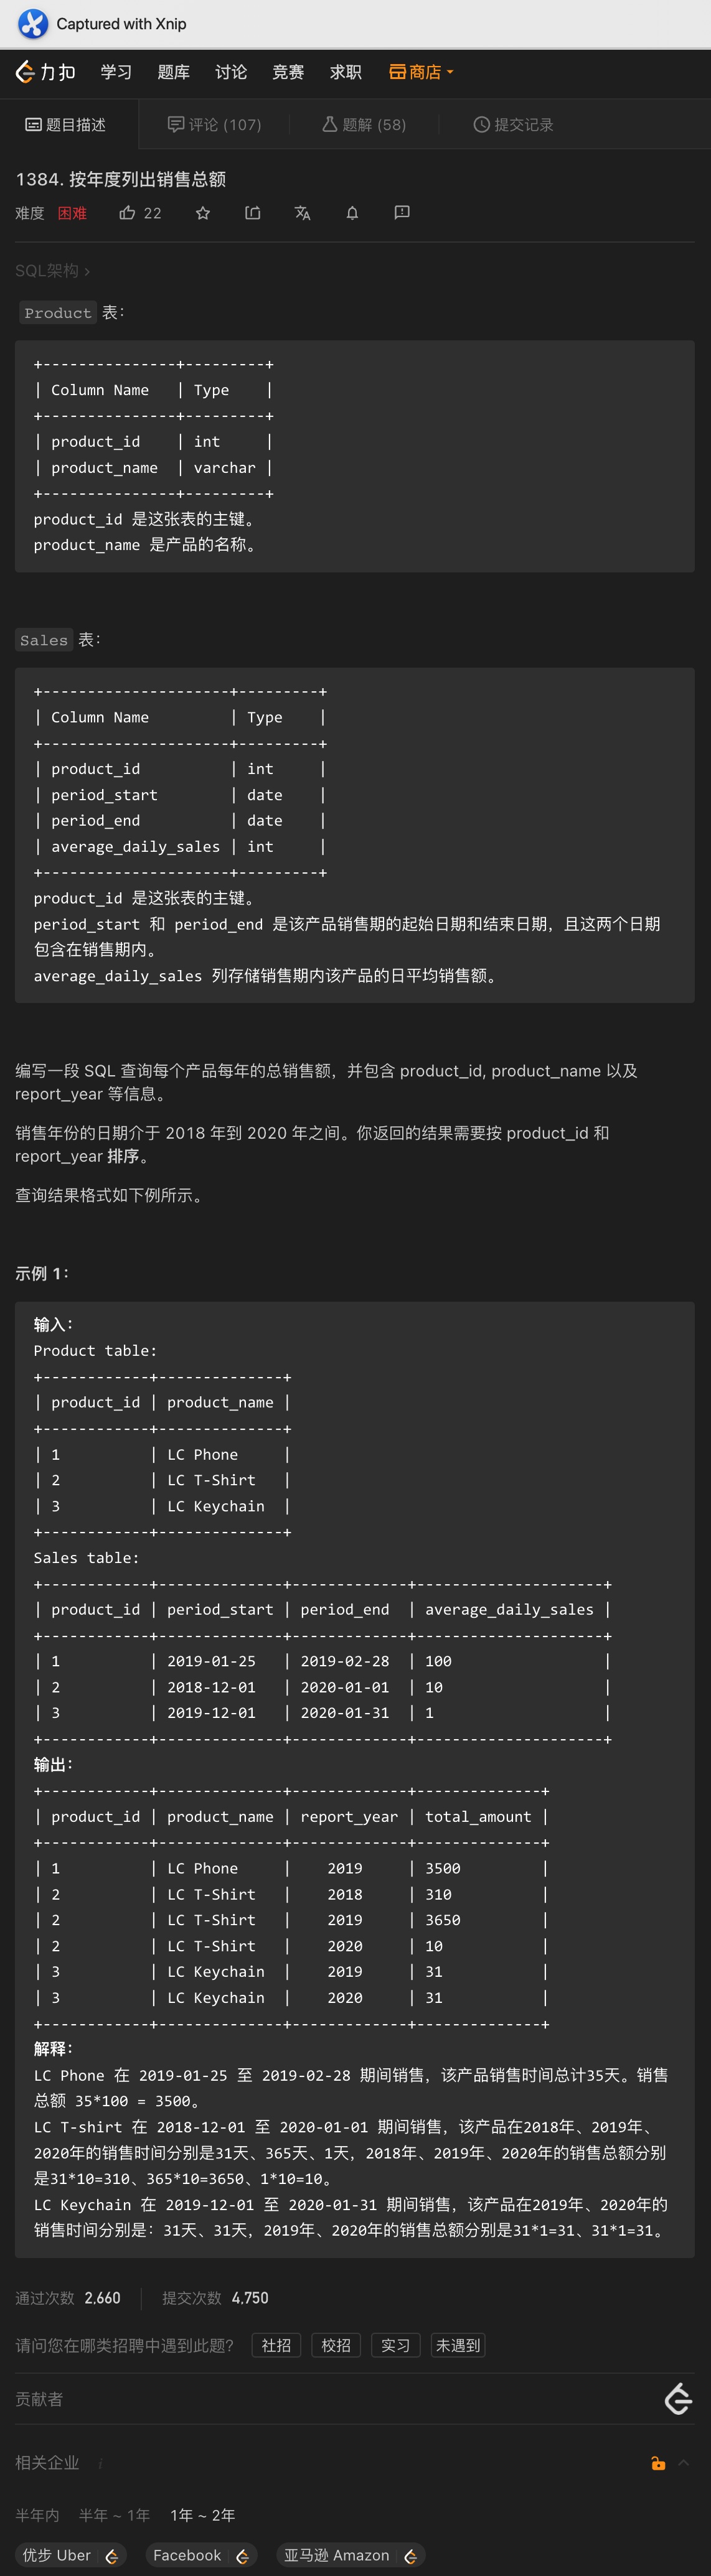 Captured with Xnip
力扣 学习 题库 讨论 竞赛 求职 商店
题目描述 评论 (107) 题解 (58) 提交记录
1384. 按年度列出销售总额
难度 困难 22
SQL架构 ›
Product 表：
+---------------+---------+
| Column Name   | Type    |
+---------------+---------+
| product_id    | int     |
| product_name  | varchar |
+---------------+---------+
product_id 是这张表的主键。
product_name 是产品的名称。
Sales 表：
+---------------------+---------+
| Column Name         | Type    |
+---------------------+---------+
| product_id          | int     |
| period_start        | date    |
| period_end          | date    |
| average_daily_sales | int     |
+---------------------+---------+
product_id 是这张表的主键。
period_start 和 period_end 是该产品销售期的起始日期和结束日期，且这两个日期
包含在销售期内。
average_daily_sales 列存储销售期内该产品的日平均销售额。
编写一段 SQL 查询每个产品每年的总销售额，并包含 product_id, product_name 以及
report_year 等信息。
销售年份的日期介于 2018 年到 2020 年之间。你返回的结果需要按 product_id 和
report_year 排序。
查询结果格式如下例所示。
示例 1：
输入：
Product table:
+------------+--------------+
| product_id | product_name |
+------------+--------------+
| 1          | LC Phone     |
| 2          | LC T-Shirt   |
| 3          | LC Keychain  |
+------------+--------------+
Sales table:
+------------+--------------+-------------+---------------------+
| product_id | period_start | period_end  | average_daily_sales |
+------------+--------------+-------------+---------------------+
| 1          | 2019-01-25   | 2019-02-28  | 100                 |
| 2          | 2018-12-01   | 2020-01-01  | 10                  |
| 3          | 2019-12-01   | 2020-01-31  | 1                   |
+------------+--------------+-------------+---------------------+
输出：
+------------+--------------+-------------+--------------+
| product_id | product_name | report_year | total_amount |
+------------+--------------+-------------+--------------+
| 1          | LC Phone     |    2019     | 3500         |
| 2          | LC T-Shirt   |    2018     | 310          |
| 2          | LC T-Shirt   |    2019     | 3650         |
| 2          | LC T-Shirt   |    2020     | 10           |
| 3          | LC Keychain  |    2019     | 31           |
| 3          | LC Keychain  |    2020     | 31           |
+------------+--------------+-------------+--------------+
解释：
LC Phone 在 2019-01-25 至 2019-02-28 期间销售，该产品销售时间总计35天。销售
总额 35*100 = 3500。
LC T-shirt 在 2018-12-01 至 2020-01-01 期间销售，该产品在2018年、2019年、
2020年的销售时间分别是31天、365天、1天，2018年、2019年、2020年的销售总额分别
是31*10=310、365*10=3650、1*10=10。
LC Keychain 在 2019-12-01 至 2020-01-31 期间销售，该产品在2019年、2020年的
销售时间分别是：31天、31天，2019年、2020年的销售总额分别是31*1=31、31*1=31。
通过次数 2,660 提交次数 4,750
请问您在哪类招聘中遇到此题？ 社招 校招 实习 未遇到
贡献者
相关企业 i
半年内 半年 ~ 1年 1年 ~ 2年
优步 Uber Facebook 亚马逊 Amazon